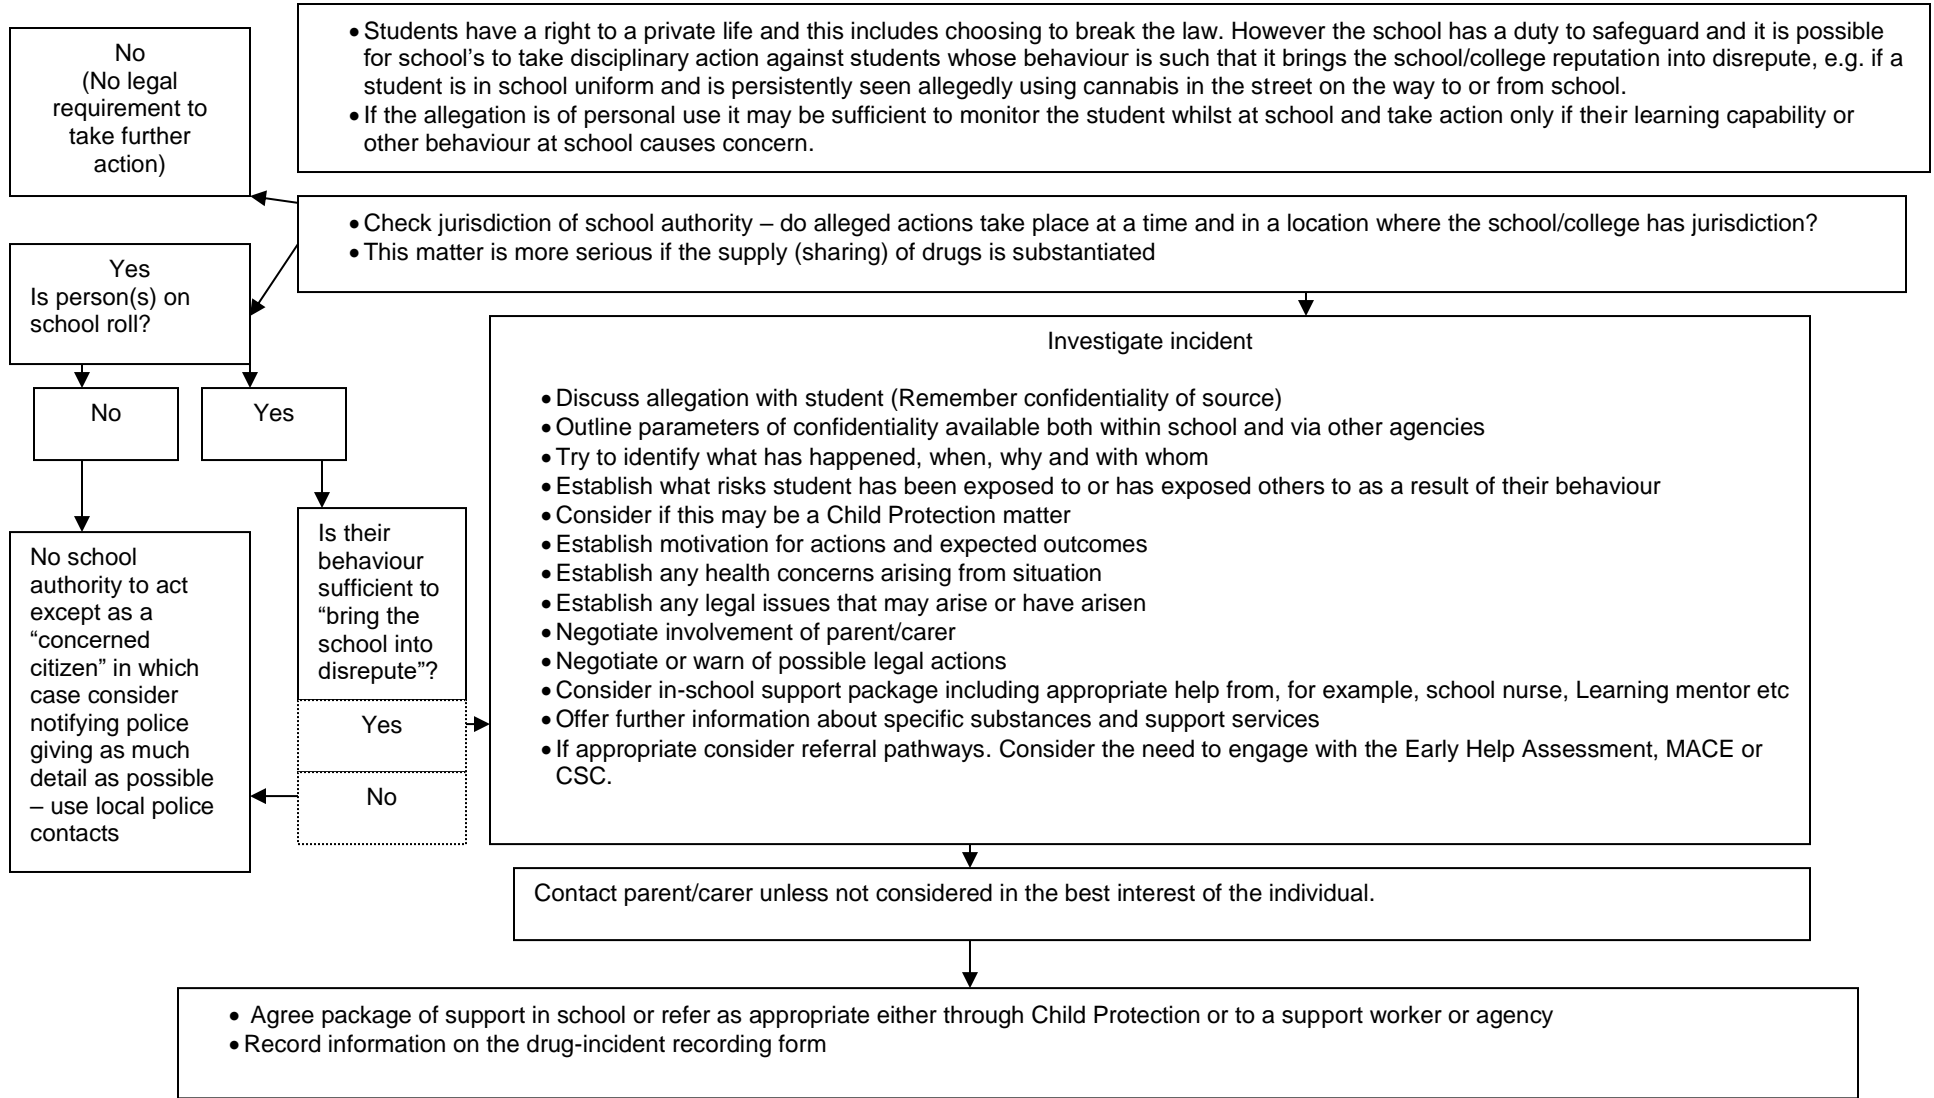 No
(No legal
requirement to
take further
action)
• Students have a right to a private life and this includes choosing to break the law. However the school has a duty to safeguard and it is possible
for school's to take disciplinary action against students whose behaviour is such that it brings the school/college reputation into disrepute, e.g. if a
student is in school uniform and is persistently seen allegedly using cannabis in the street on the way to or from school.
• If the allegation is of personal use it may be sufficient to monitor the student whilst at school and take action only if their learning capability or
other behaviour at school causes concern.
• Check jurisdiction of school authority – do alleged actions take place at a time and in a location where the school/college has jurisdiction?
• This matter is more serious if the supply (sharing) of drugs is substantiated
Yes
Is person(s) on
school roll?
No
Yes
No school
authority to act
except as a
“concerned
citizen” in which
case consider
notifying police
giving as much
detail as possible
– use local police
contacts
Is their
behaviour
sufficient to
“bring the
school into
disrepute”?
Yes
No
Investigate incident
• Discuss allegation with student (Remember confidentiality of source)
• Outline parameters of confidentiality available both within school and via other agencies
• Try to identify what has happened, when, why and with whom
• Establish what risks student has been exposed to or has exposed others to as a result of their behaviour
• Consider if this may be a Child Protection matter
• Establish motivation for actions and expected outcomes
• Establish any health concerns arising from situation
• Establish any legal issues that may arise or have arisen
• Negotiate involvement of parent/carer
• Negotiate or warn of possible legal actions
• Consider in-school support package including appropriate help from, for example, school nurse, Learning mentor etc
• Offer further information about specific substances and support services
• If appropriate consider referral pathways. Consider the need to engage with the Early Help Assessment, MACE or
CSC.
Contact parent/carer unless not considered in the best interest of the individual.
• Agree package of support in school or refer as appropriate either through Child Protection or to a support worker or agency
• Record information on the drug-incident recording form